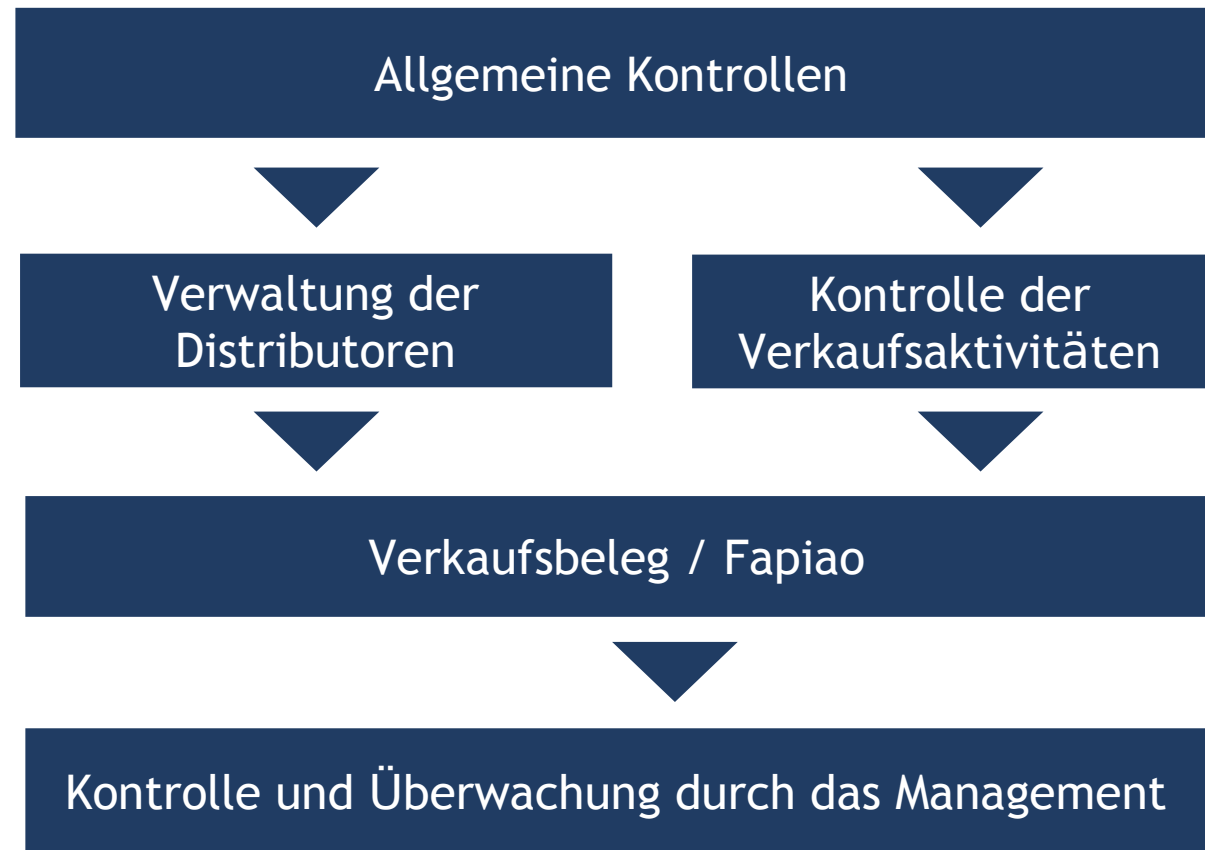 Allgemeine Kontrollen
Verwaltung der
Distributoren
Kontrolle der
Verkaufsaktivitäten
Verkaufsbeleg / Fapiao
Kontrolle und Überwachung durch das Management